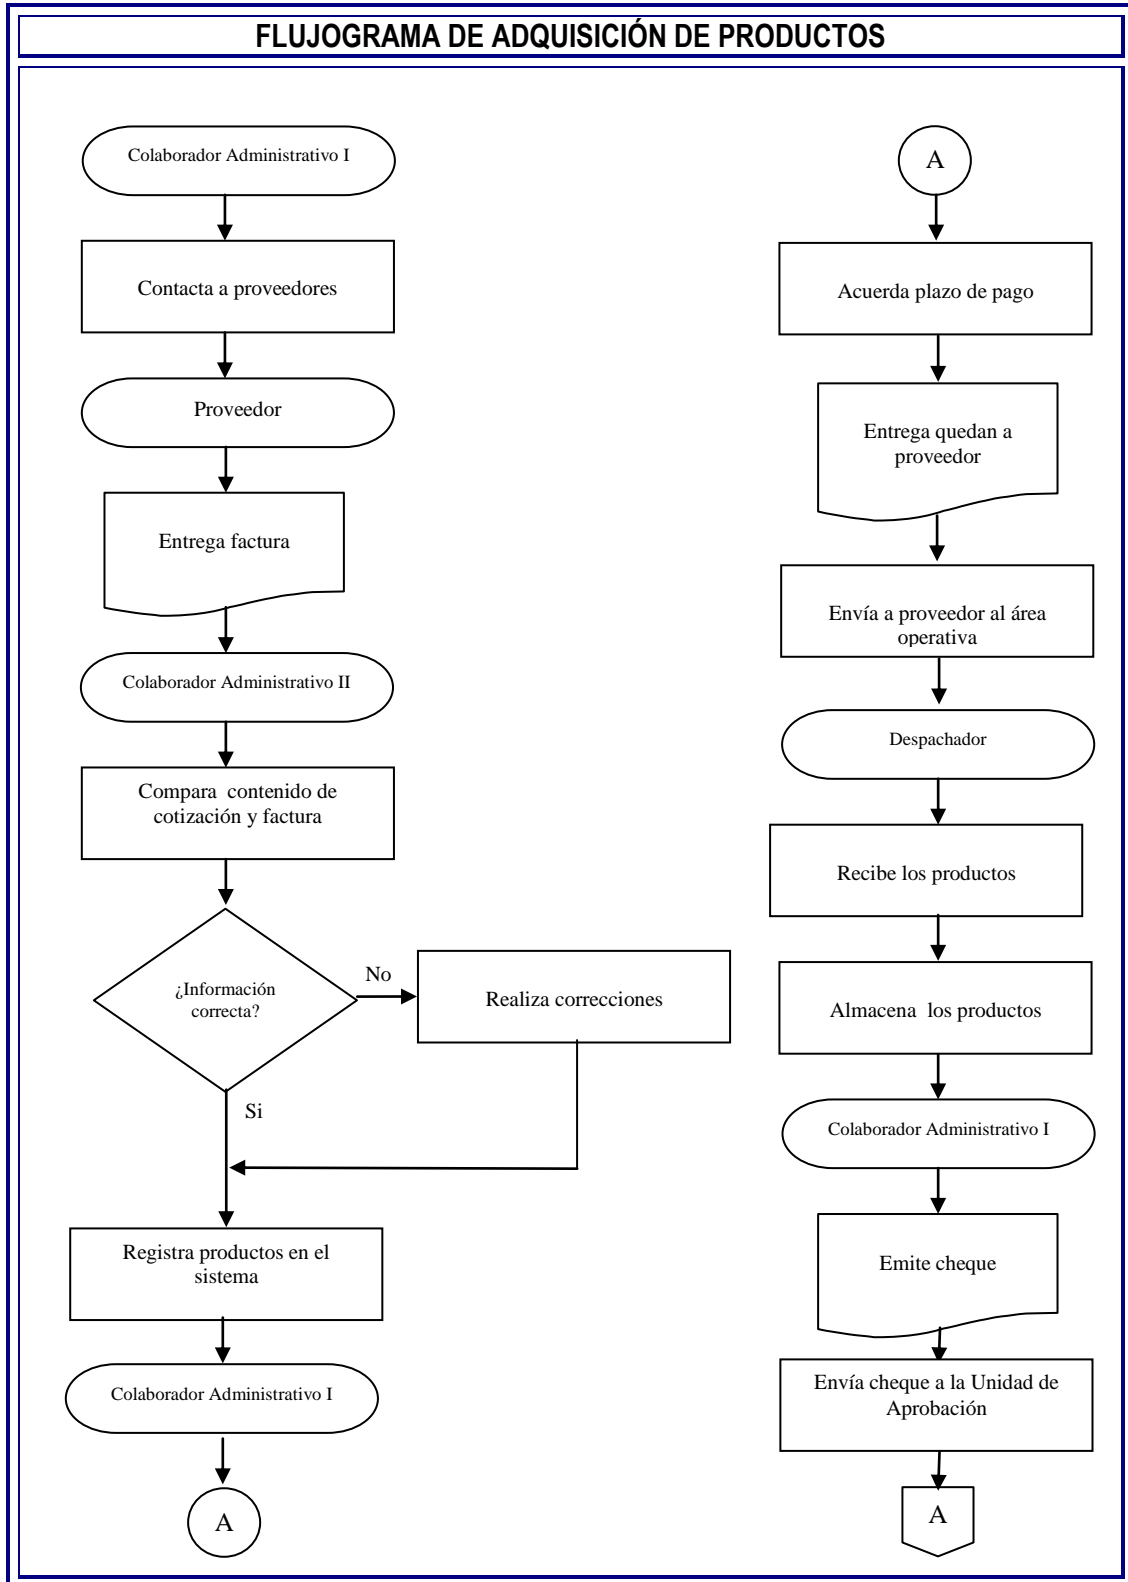 FLUJOGRAMA DE ADQUISICIÓN DE PRODUCTOS
Colaborador Administrativo I
Contacta a proveedores
Proveedor
Entrega factura
Colaborador Administrativo II
Compara contenido de
cotización y factura
¿Información
correcta?
No
Realiza correcciones
Si
Registra productos en el
sistema
Colaborador Administrativo I
A
A
Acuerda plazo de pago
Entrega quedan a
proveedor
Envía a proveedor al área
operativa
Despachador
Recibe los productos
Almacena los productos
Colaborador Administrativo I
Emite cheque
Envía cheque a la Unidad de
Aprobación
A